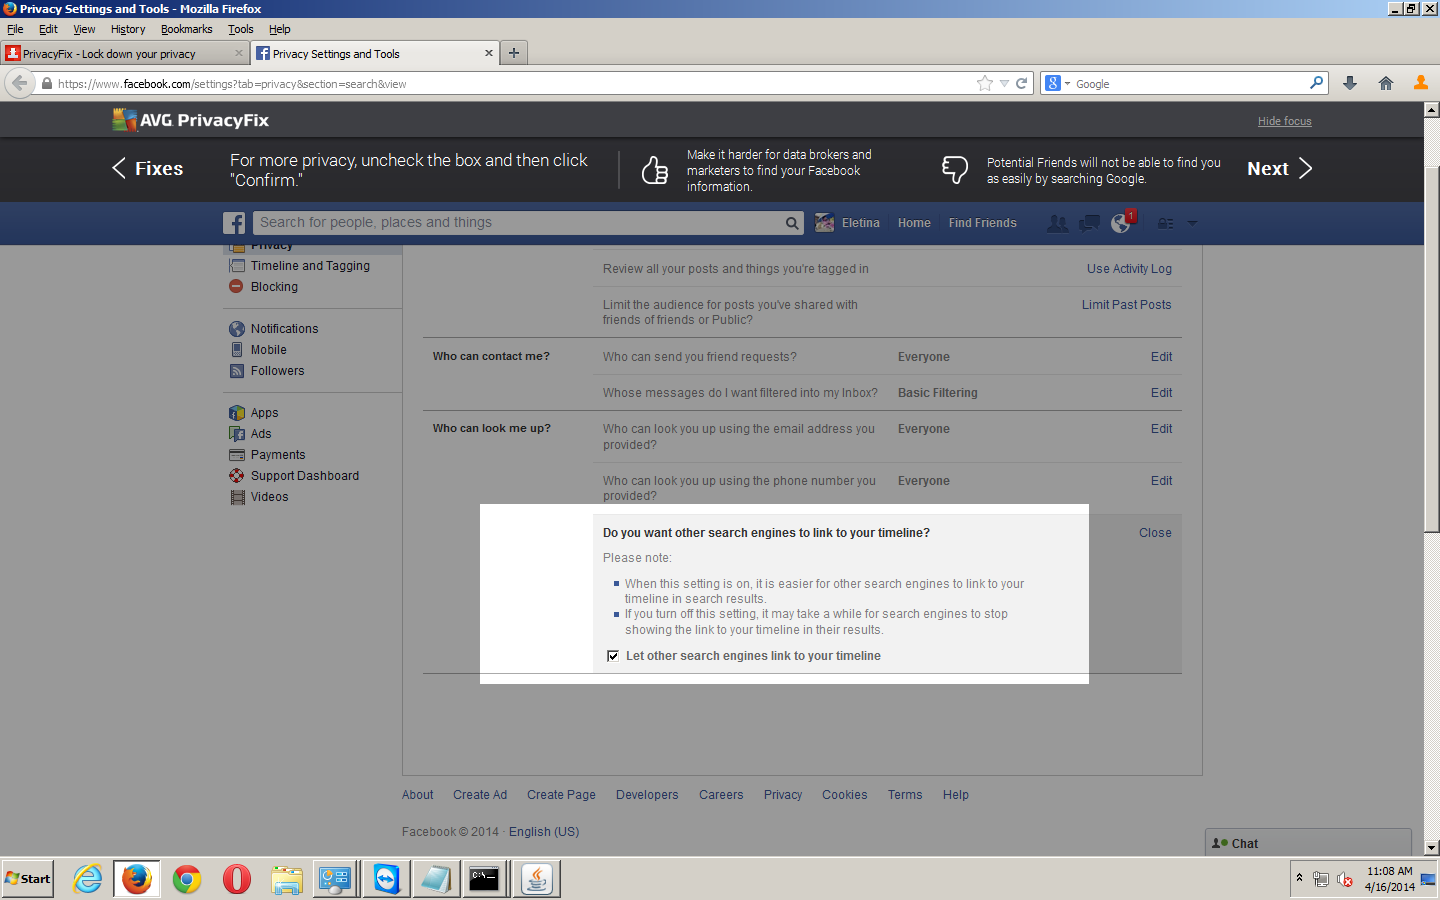 Privacy Settings and Tools - Mozilla Firefox
File Edit View History Bookmarks Tools Help
PrivacyFix - Lock down your privacy
Privacy Settings and Tools
https://www.facebook.com/settings?tab=privacy&section=search&view
Google
AVG PrivacyFix
Hide focus
Fixes
For more privacy, uncheck the box and then click
"Confirm."
Make it harder for data brokers and
marketers to find your Facebook
information.
Potential Friends will not be able to find you
as easily by searching Google.
Next
Search for people, places and things
Eletina Home Find Friends
1
Privacy
Timeline and Tagging
Blocking
Notifications
Mobile
Followers
Apps
Ads
Payments
Support Dashboard
Videos
Review all your posts and things you're tagged in
Use Activity Log
Limit the audience for posts you've shared with
friends of friends or Public?
Limit Past Posts
Who can contact me?
Who can send you friend requests?
Everyone
Edit
Whose messages do I want filtered into my Inbox?
Basic Filtering
Edit
Who can look me up?
Who can look you up using the email address you
provided?
Everyone
Edit
Who can look you up using the phone number you
provided?
Everyone
Edit
Do you want other search engines to link to your timeline?
Close
Please note:
When this setting is on, it is easier for other search engines to link to your
timeline in search results.
If you turn off this setting, it may take a while for search engines to stop
showing the link to your timeline in their results.
Let other search engines link to your timeline
About Create Ad Create Page Developers Careers Privacy Cookies Terms Help
Facebook © 2014 · English (US)
Chat
Start
C:\_
11:08 AM
4/16/2014